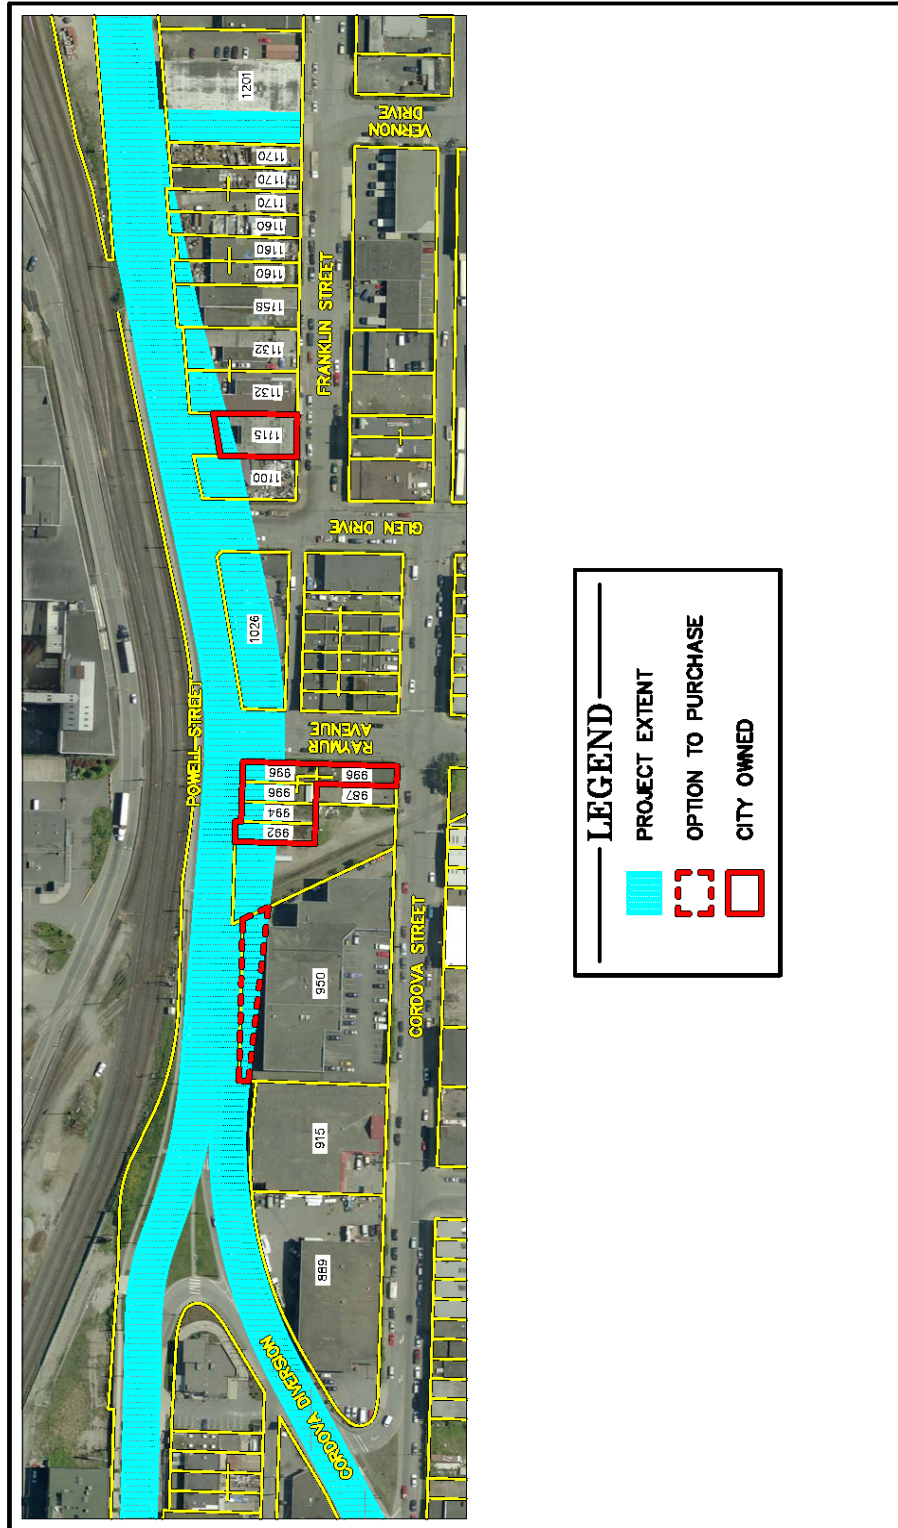 1201
VERNON
DRIVE
1170
1170
1170
1160
1160
1160
1158
FRANKLIN STREET
1132
1132
1115
1100
GLEN DRIVE
1026
POWELL STREET
RAYMUR
AVENUE
996
996
996
987
994
992
950
CORDOVA STREET
915
889
CORDOVA DIVERSION
LEGEND
PROJECT EXTENT
OPTION TO PURCHASE
CITY OWNED